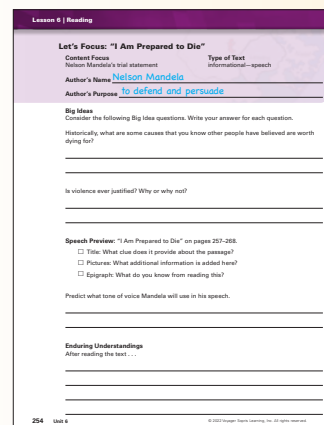 Lesson 6 | Reading
Let's Focus: "I Am Prepared to Die"
Content Focus
Nelson Mandela's trial statement
Type of Text
informational—speech
Author's Name Nelson Mandela
Author's Purpose to defend and persuade
Big Ideas
Consider the following Big Idea questions. Write your answer for each question.
Historically, what are some causes that you know other people have believed are worth
dying for?
Is violence ever justified? Why or why not?
Speech Preview: "I Am Prepared to Die" on pages 257–268.
☐ Title: What clue does it provide about the passage?
☐ Pictures: What additional information is added here?
☐ Epigraph: What do you know from reading this?
Predict what tone of voice Mandela will use in his speech.
Enduring Understandings
After reading the text . . .
254 Unit 6
© 2023 Voyager Sopris Learning, Inc. All rights reserved.